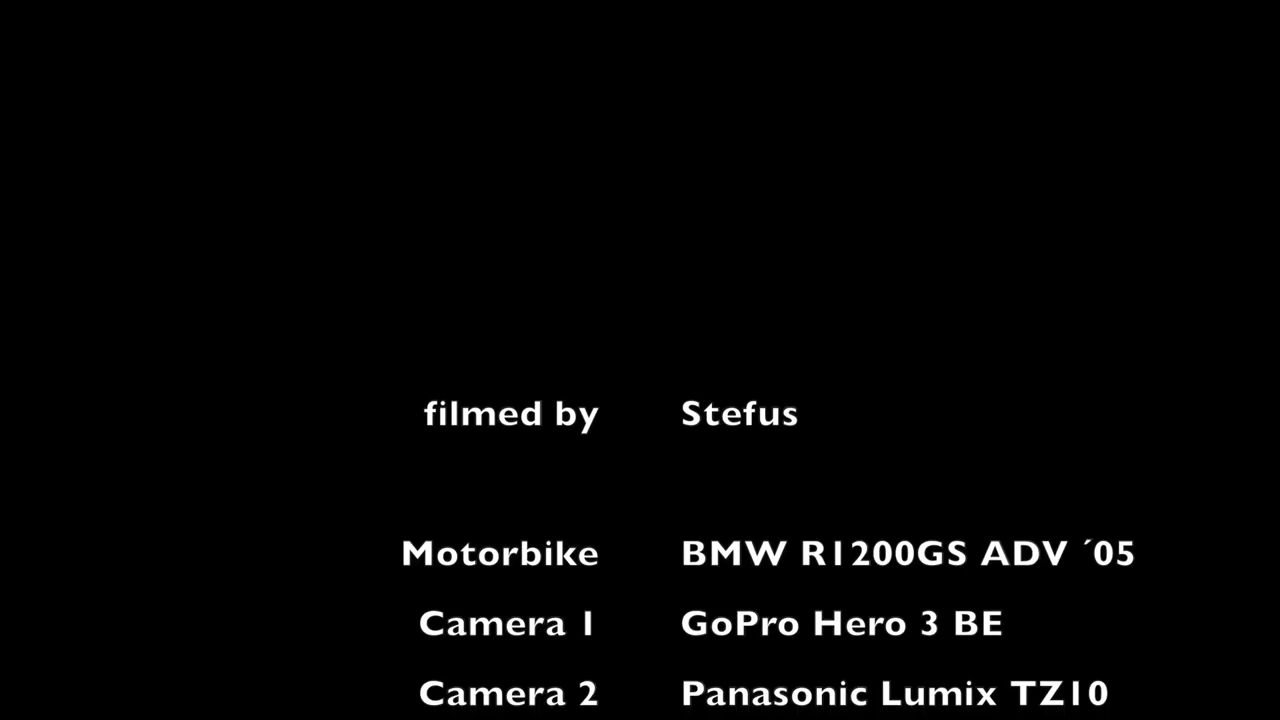 filmed by Stefus
Motorbike BMW R1200GS ADV ´05
Camera 1 GoPro Hero 3 BE
Camera 2 Panasonic Lumix TZ10